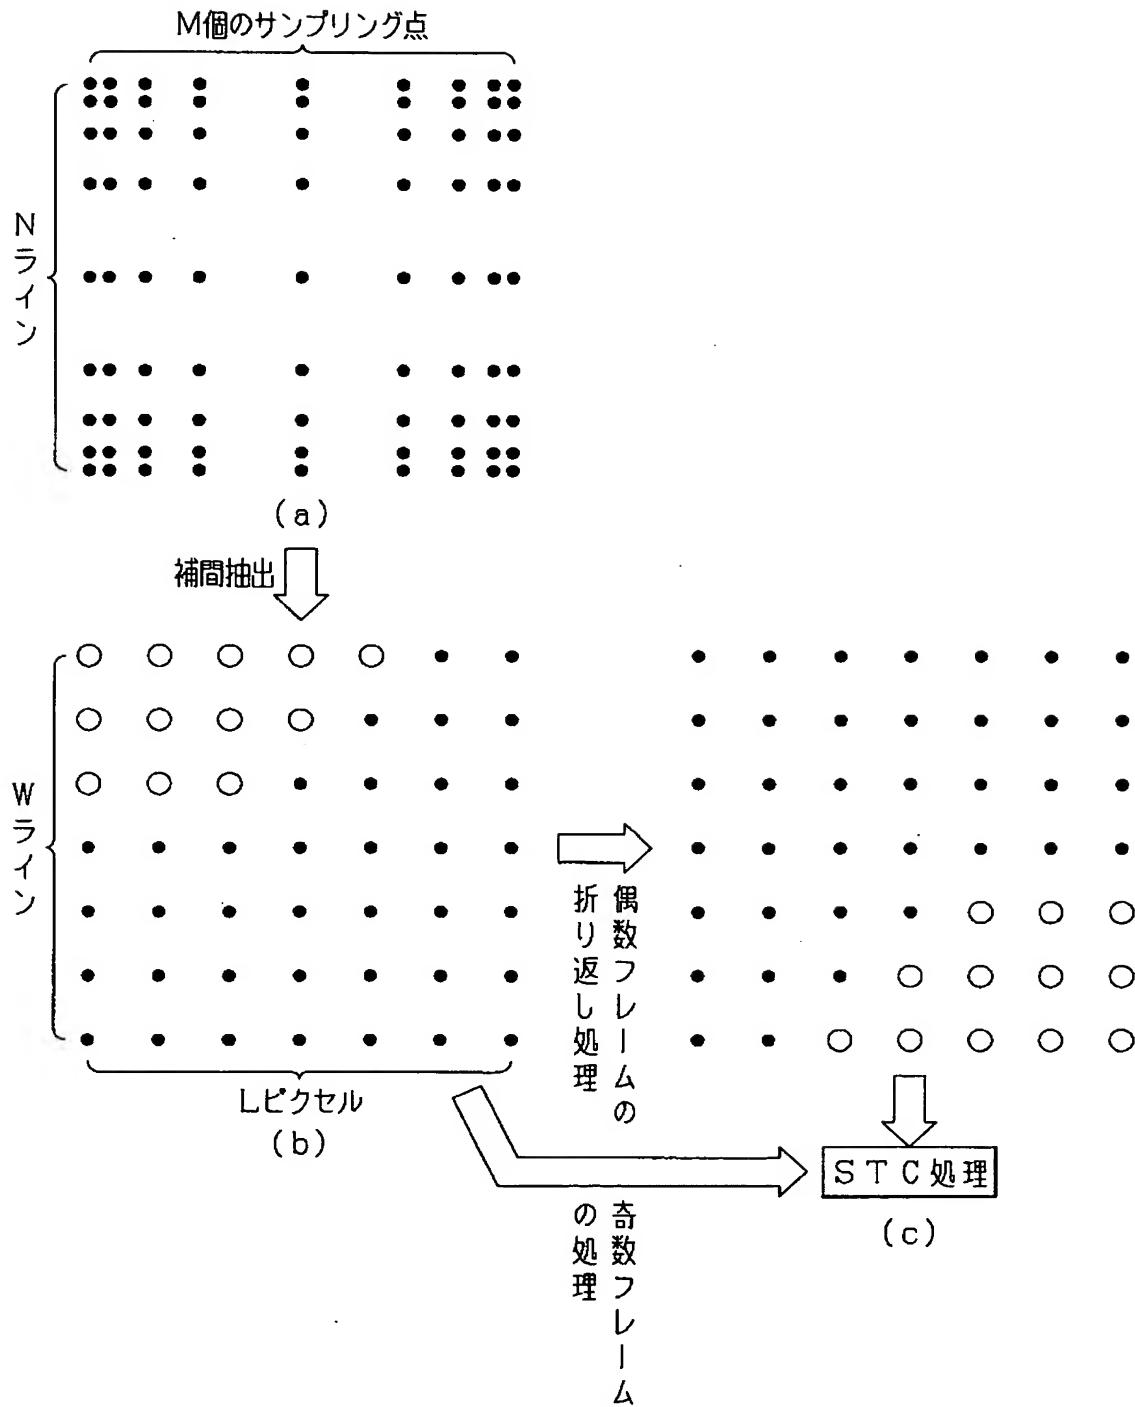 M個のサンプリング点
Nライン
(a)
補間抽出
Wライン
偶数フレームの
折り返し処理
Lピクセル
(b)
STC処理
(c)
奇数フレーム
の処理